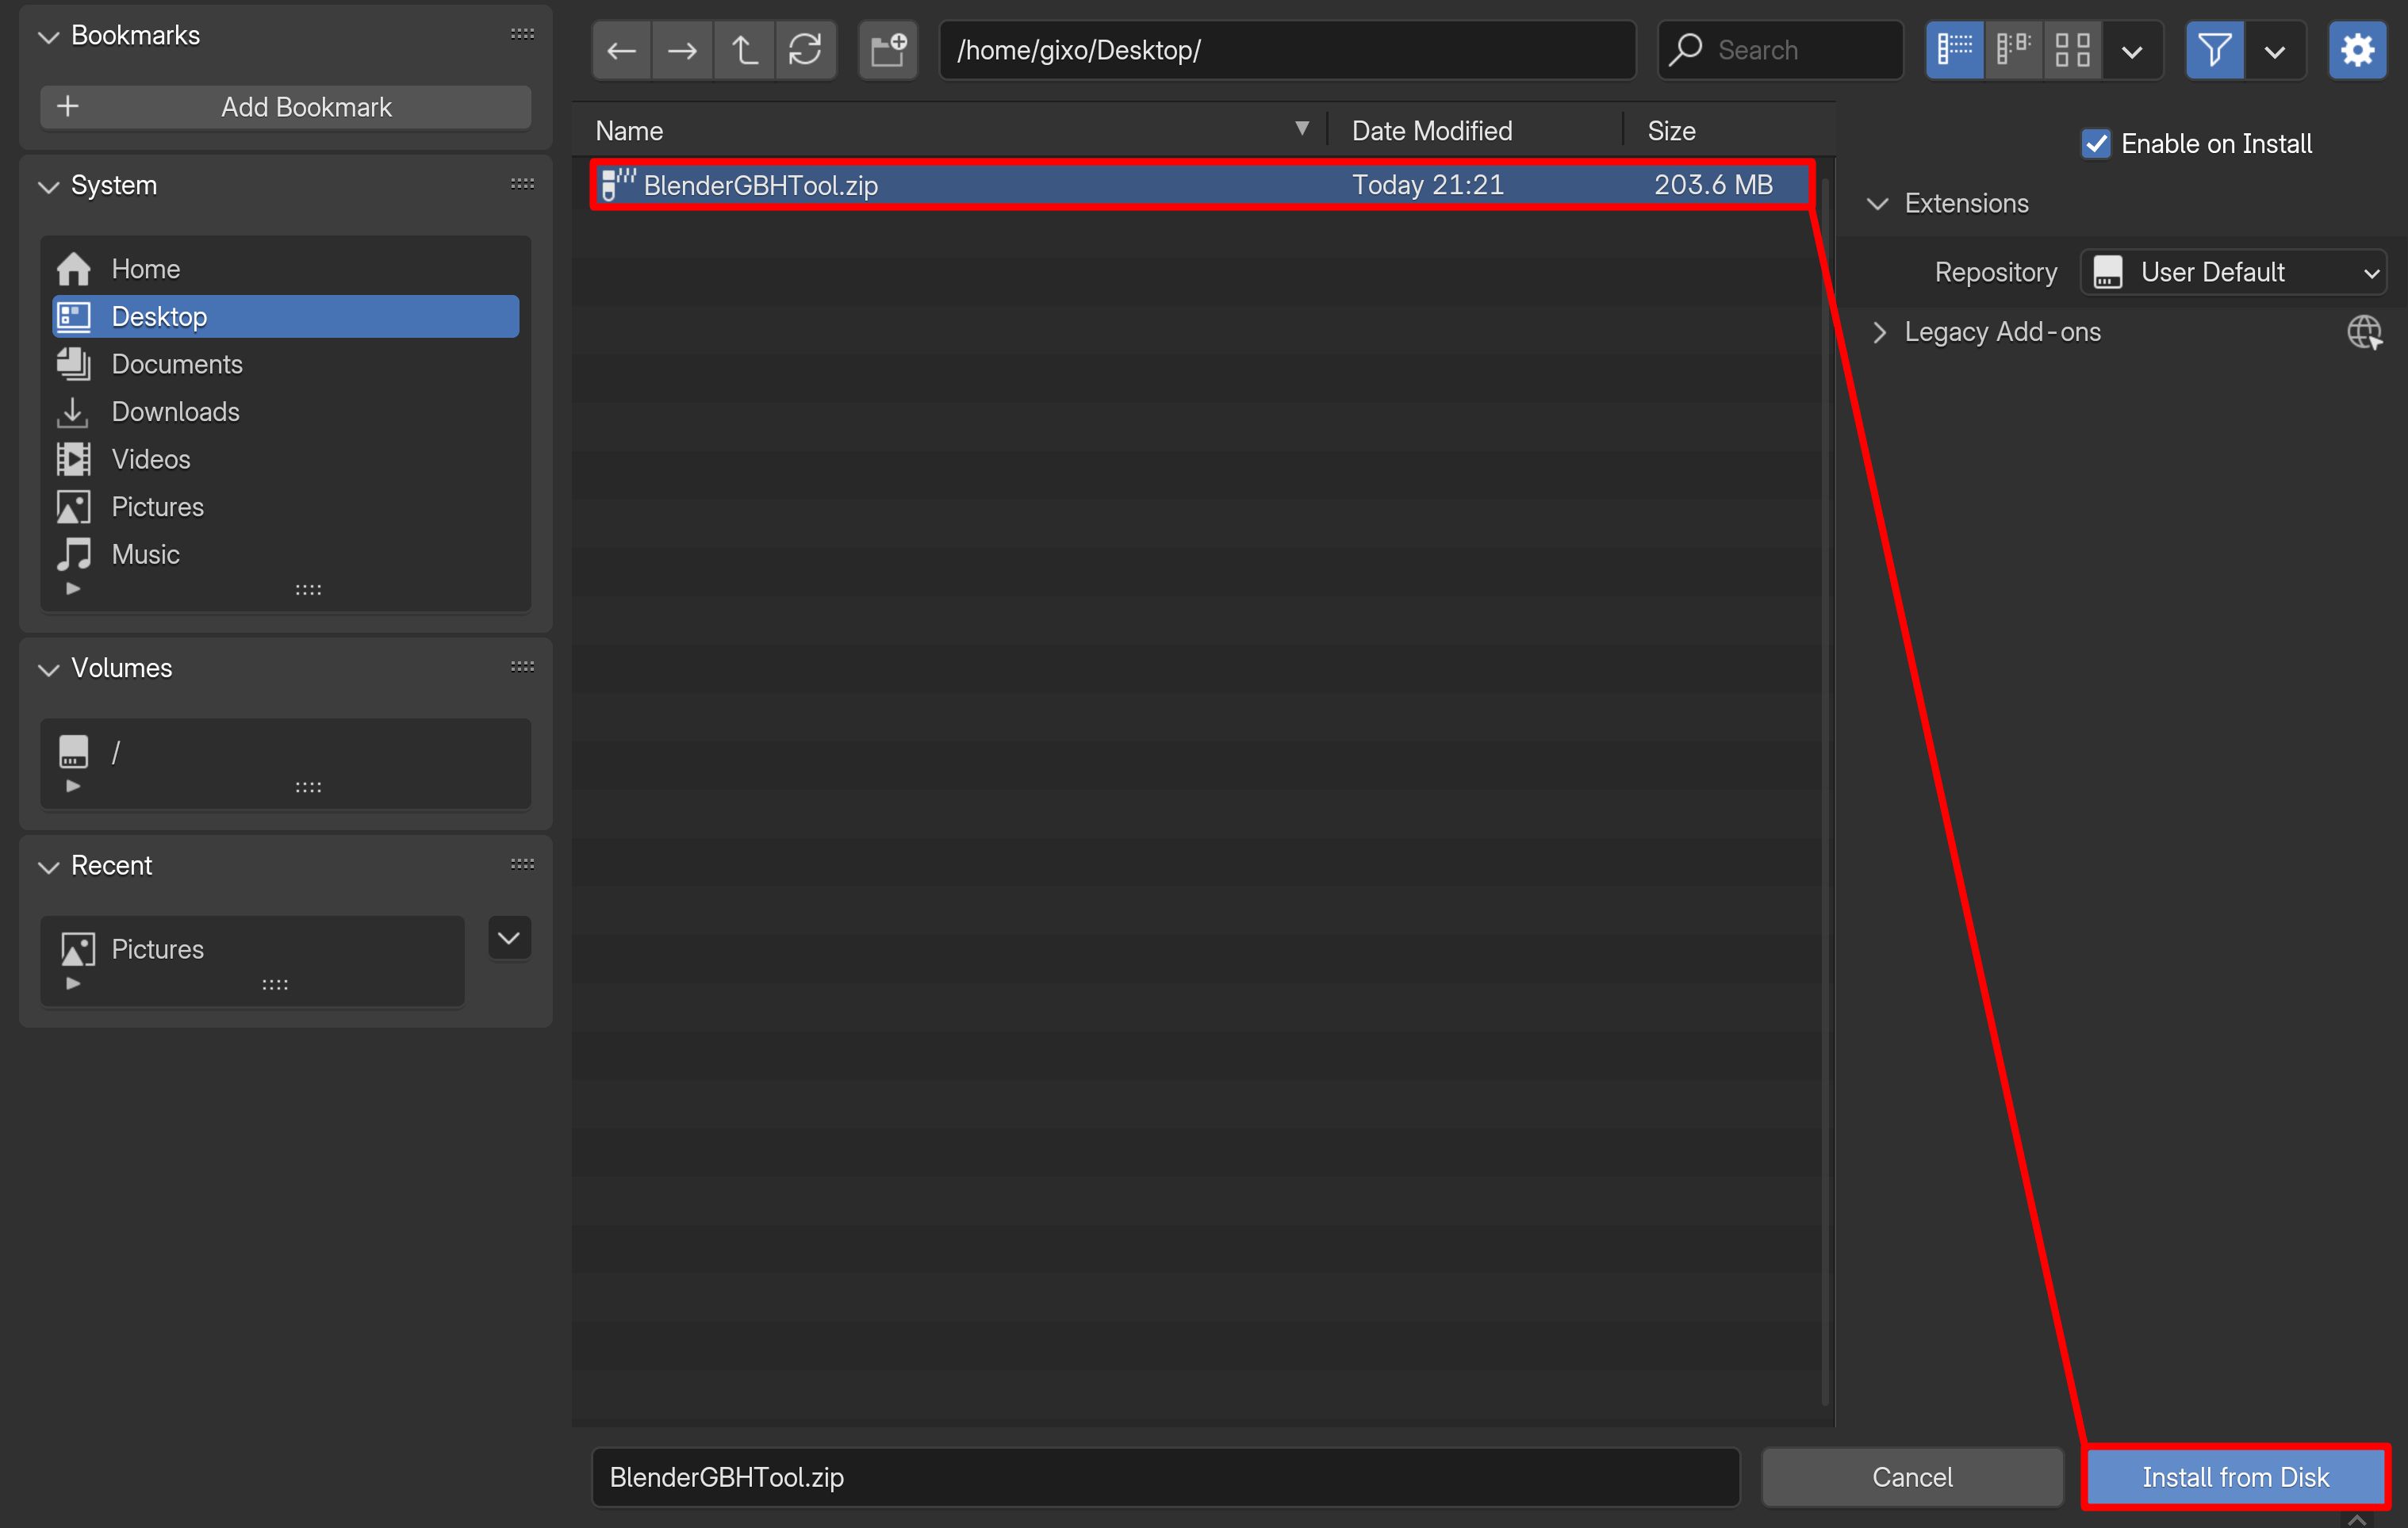 Bookmarks
Add Bookmark
System
Home
Desktop
Documents
Downloads
Videos
Pictures
Music
Volumes
/
Recent
Pictures
/home/gixo/Desktop/
Search
Name
Date Modified
Size
BlenderGBHTool.zip
Today 21:21
203.6 MB
Enable on Install
Extensions
Repository
User Default
Legacy Add-ons
BlenderGBHTool.zip
Cancel
Install from Disk